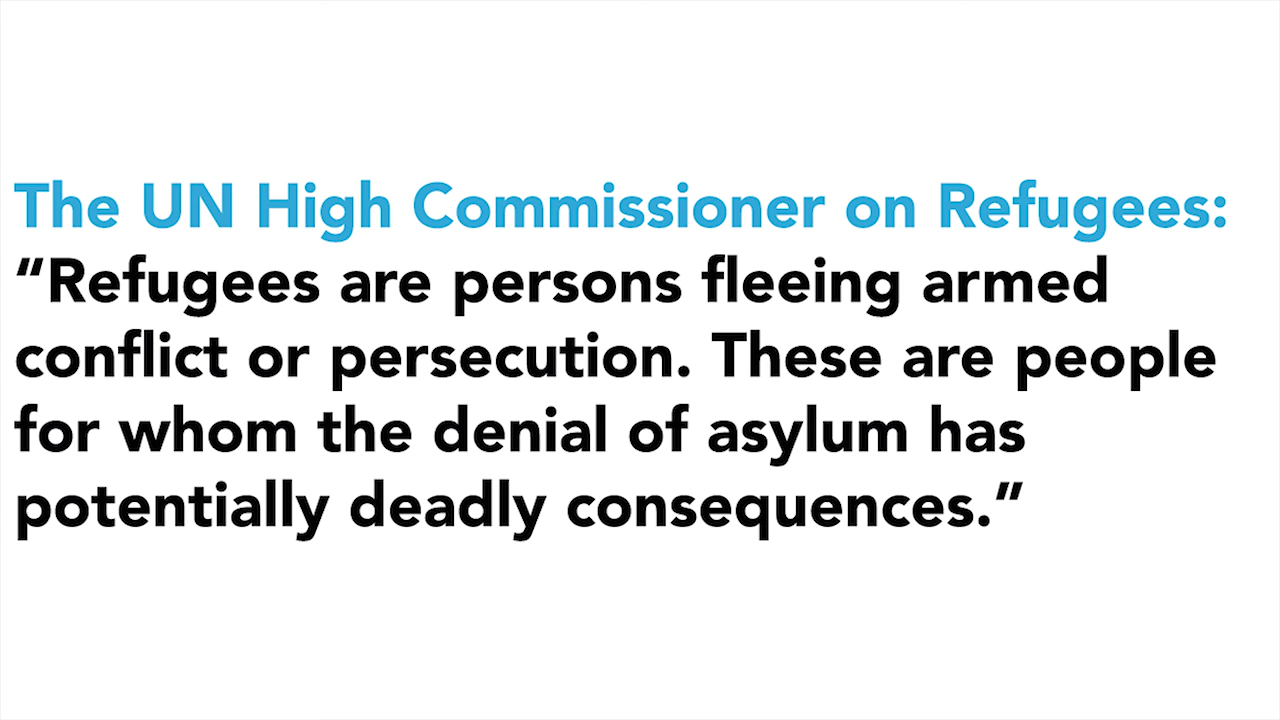 The UN High Commissioner on Refugees:
“Refugees are persons fleeing armed
conflict or persecution. These are people
for whom the denial of asylum has
potentially deadly consequences.”